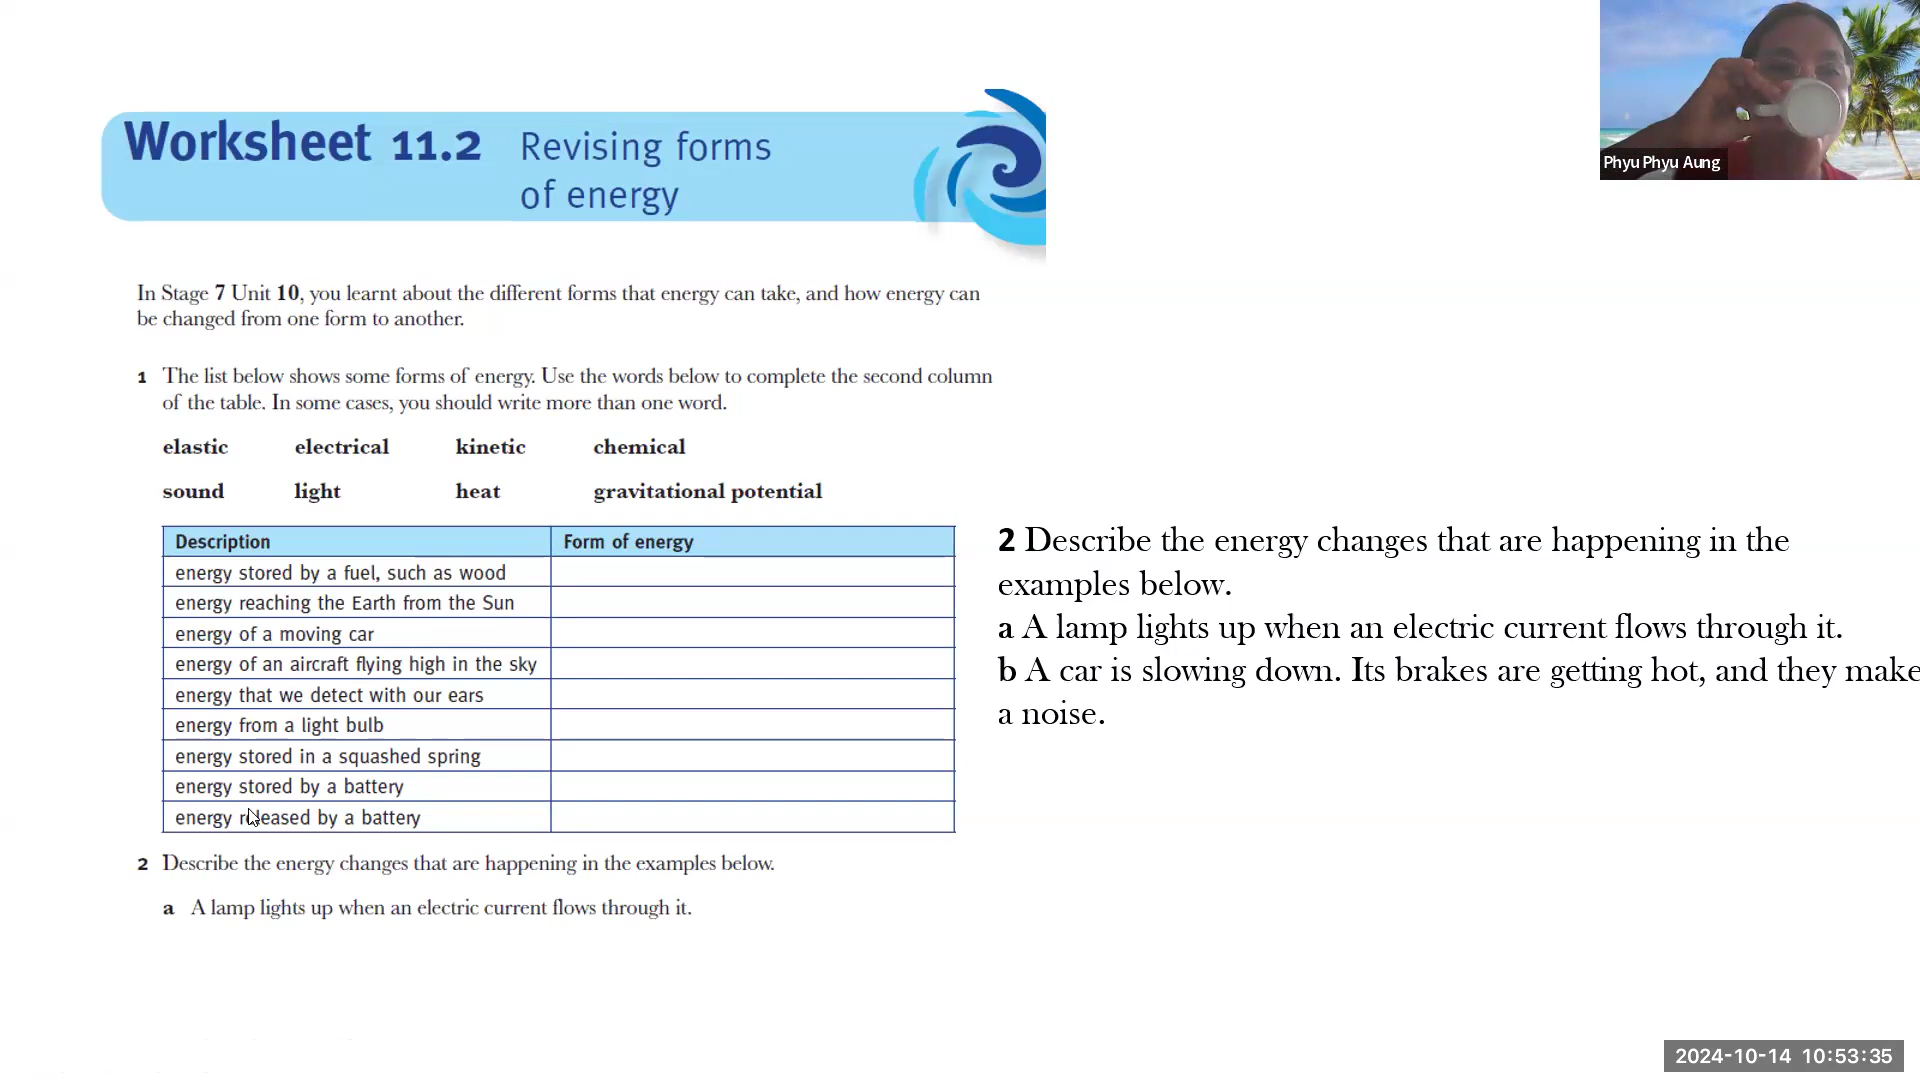 Worksheet 11.2 Revising forms
of energy
Phyu Phyu Aung
In Stage 7 Unit 10, you learnt about the different forms that energy can take, and how energy can
be changed from one form to another.
1 The list below shows some forms of energy. Use the words below to complete the second column
of the table. In some cases, you should write more than one word.
elastic electrical kinetic chemical
sound light heat gravitational potential
Description Form of energy
energy stored by a fuel, such as wood
energy reaching the Earth from the Sun
energy of a moving car
energy of an aircraft flying high in the sky
energy that we detect with our ears
energy from a light bulb
energy stored in a squashed spring
energy stored by a battery
energy released by a battery
2 Describe the energy changes that are happening in the examples below.
a A lamp lights up when an electric current flows through it.
2 Describe the energy changes that are happening in the
examples below.
a A lamp lights up when an electric current flows through it.
b A car is slowing down. Its brakes are getting hot, and they make
a noise.
2024-10-14 10:53:35